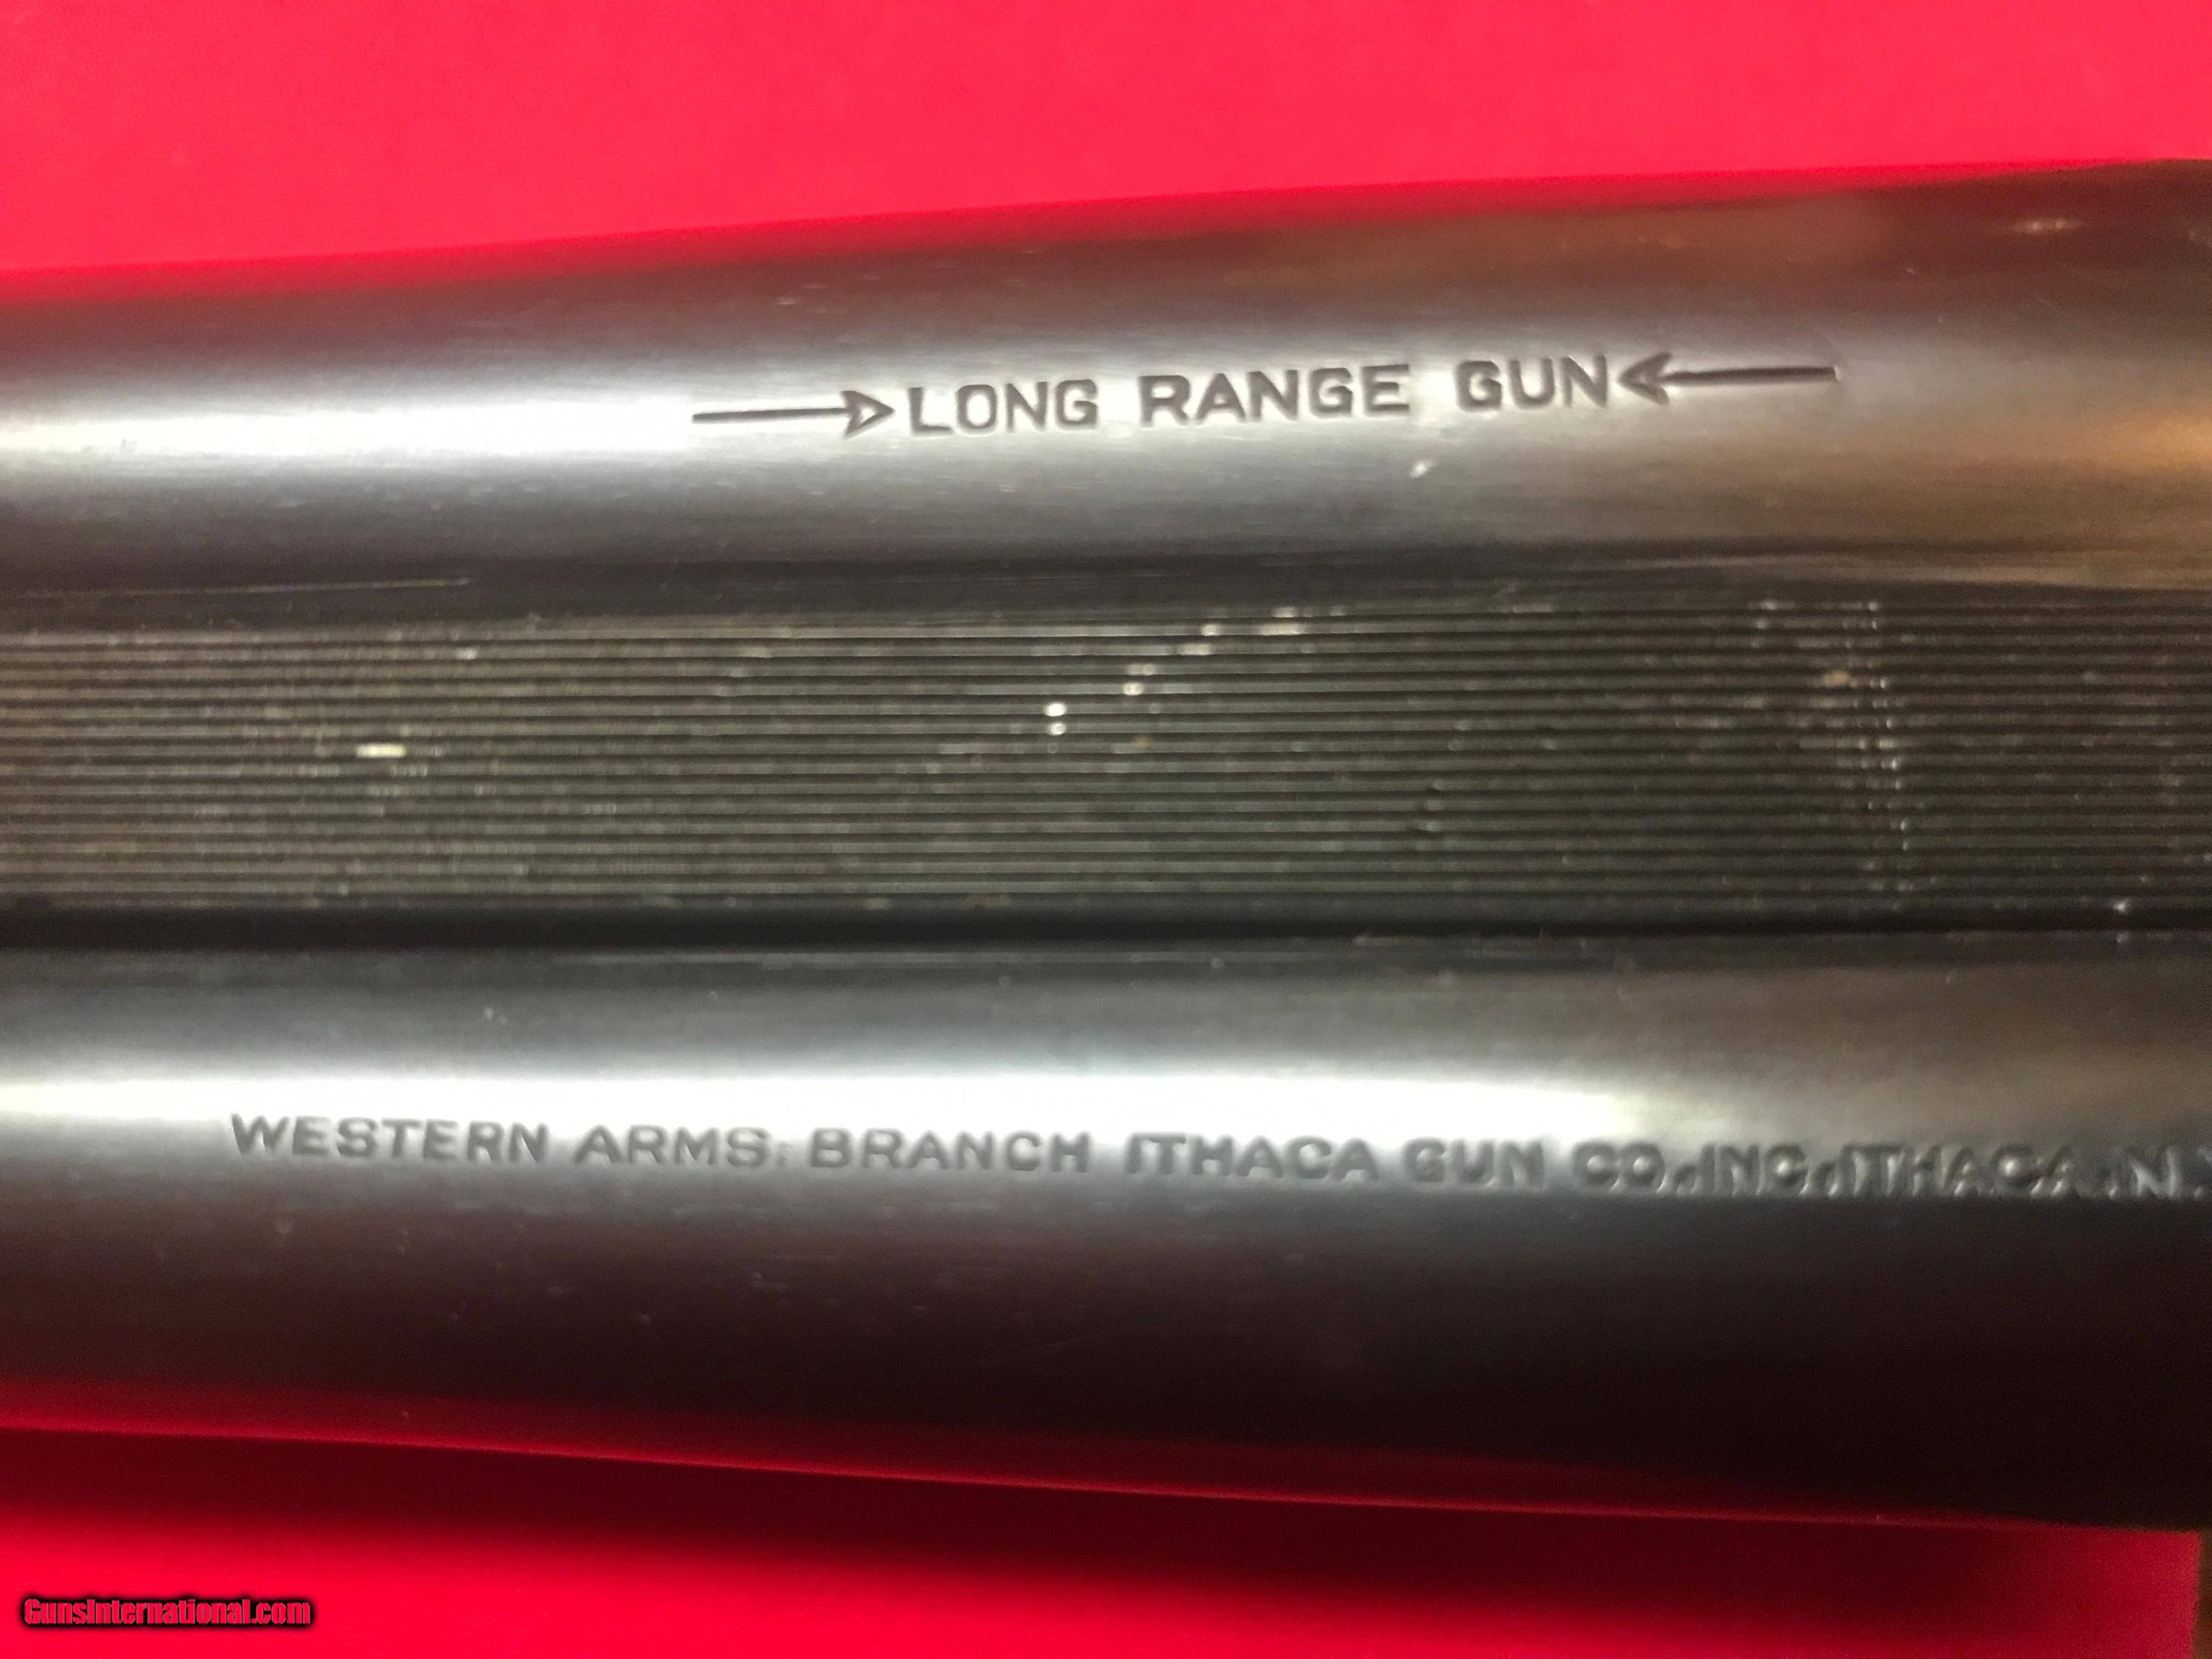 LONG RANGE GUN
WESTERN ARMS. BRANCH ITHACA GUN CO., INC., ITHACA, N.Y
GunsInternational.com